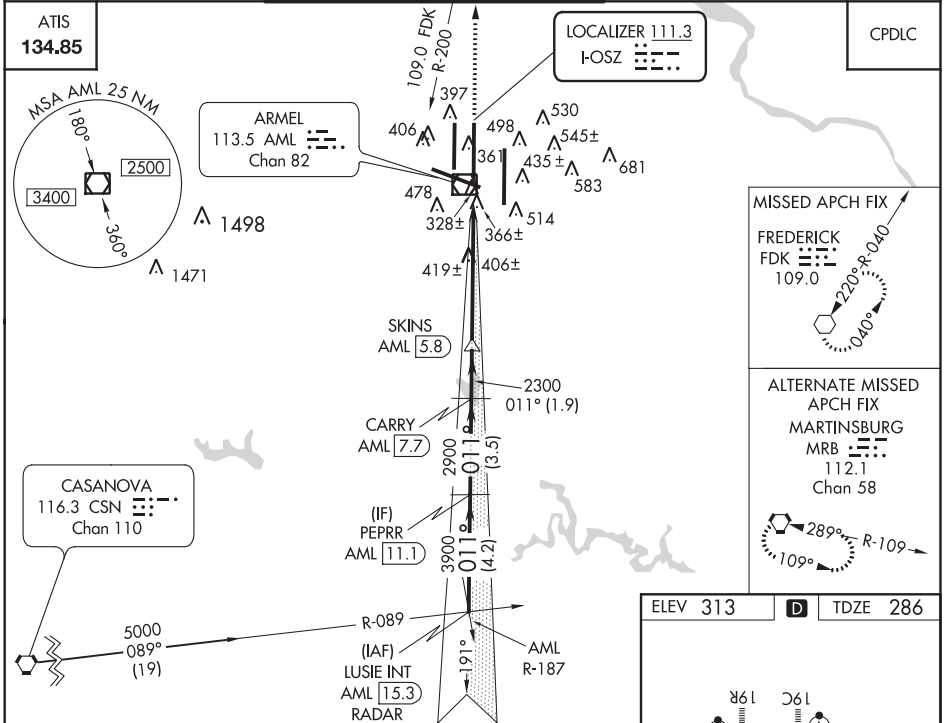 ATIS
134.85
CPDLC
LOCALIZER 111.3
I-OSZ
109.0 FDK
R-200
MSA AML 25 NM
180°
2500
3400
360°
ARMEL
113.5 AML
Chan 82
397
406
498
530
545±
361
435±
681
583
478
328±
366±
514
1498
1471
419±
406±
SKINS
AML 5.8
2300
011° (1.9)
CARRY
AML 7.7
2900
011°
(3.5)
(IF)
PEPRR
AML 11.1
3900
011°
(4.2)
CASANOVA
116.3 CSN
Chan 110
5000
089°
(19)
R-089
(IAF)
LUSIE INT
AML 15.3
RADAR
191°
AML
R-187
MISSED APCH FIX
FREDERICK
FDK
109.0
220° R-040
040°
ALTERNATE MISSED
APCH FIX
MARTINSBURG
MRB
112.1
Chan 58
289° R-109
109°
ELEV 313
D
TDZE 286
19R
19C